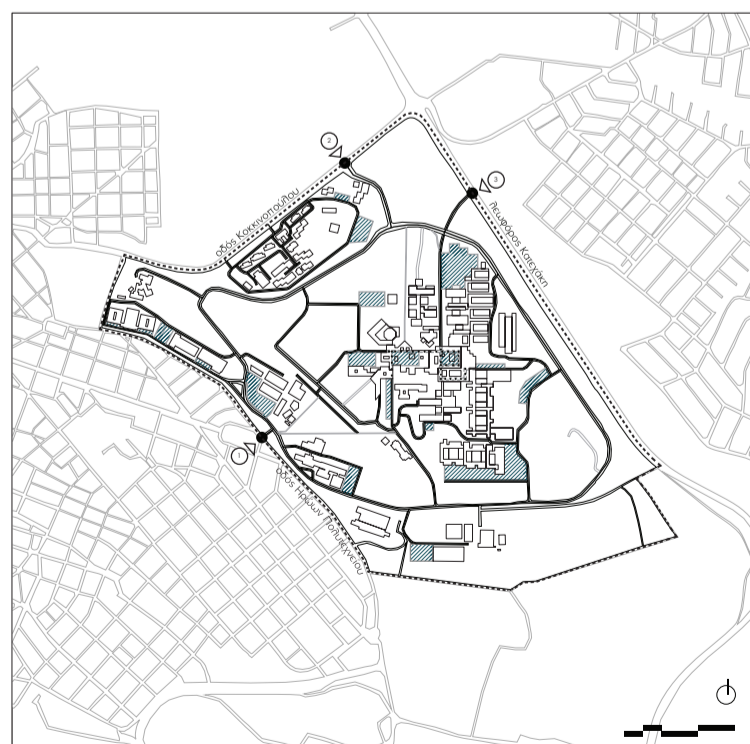 2
3
οδός Κοκκινοπούλου
λεωφόρος Κατεχάκη
1
οδός Ηρώων Πολυτεχνείου